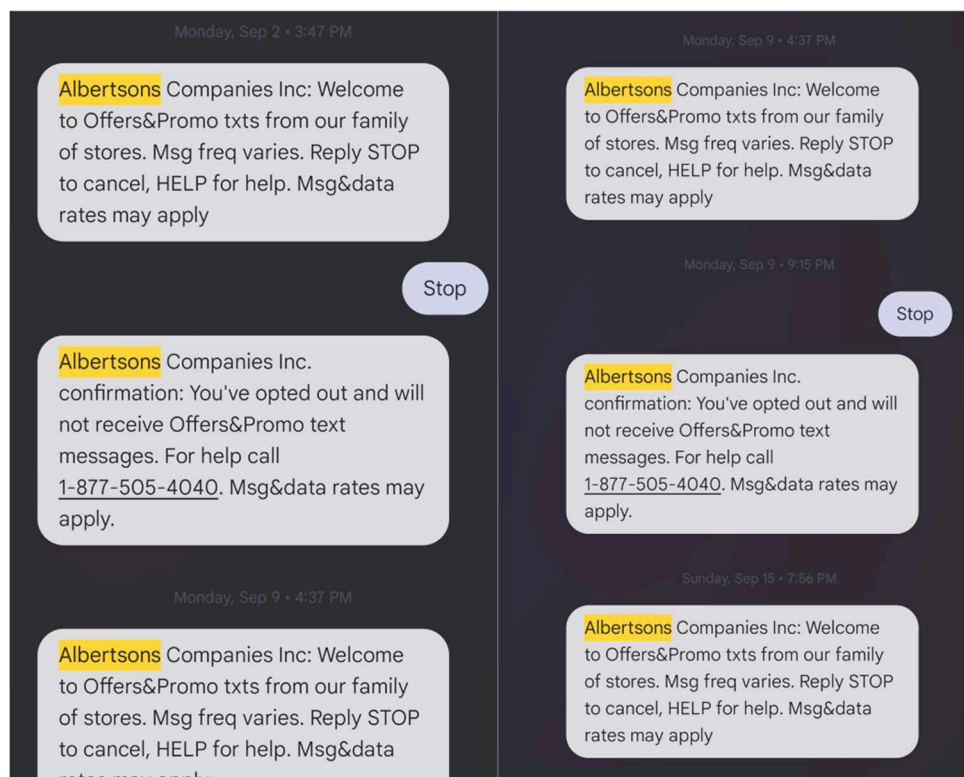 Monday, Sep 2 • 3:47 PM
Albertsons Companies Inc: Welcome
to Offers&Promo txts from our family
of stores. Msg freq varies. Reply STOP
to cancel, HELP for help. Msg&data
rates may apply
Stop
Albertsons Companies Inc.
confirmation: You've opted out and will
not receive Offers&Promo text
messages. For help call
1-877-505-4040. Msg&data rates may
apply.
Monday, Sep 9 • 4:37 PM
Albertsons Companies Inc: Welcome
to Offers&Promo txts from our family
of stores. Msg freq varies. Reply STOP
to cancel, HELP for help. Msg&data
rates may apply
Monday, Sep 9 • 4:37 PM
Albertsons Companies Inc: Welcome
to Offers&Promo txts from our family
of stores. Msg freq varies. Reply STOP
to cancel, HELP for help. Msg&data
rates may apply
Monday, Sep 9 • 9:15 PM
Stop
Albertsons Companies Inc.
confirmation: You've opted out and will
not receive Offers&Promo text
messages. For help call
1-877-505-4040. Msg&data rates may
apply.
Sunday, Sep 15 • 7:56 PM
Albertsons Companies Inc: Welcome
to Offers&Promo txts from our family
of stores. Msg freq varies. Reply STOP
to cancel, HELP for help. Msg&data
rates may apply